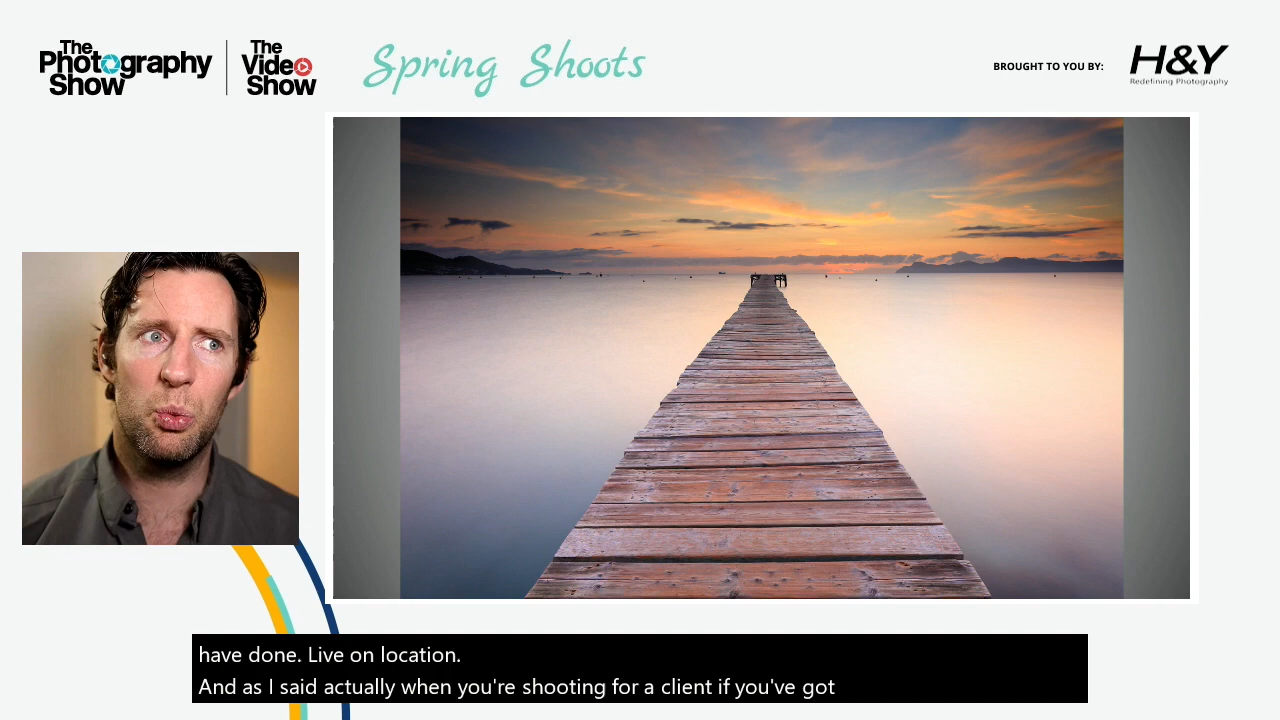 The
Photography
Show
The
Video
Show
Spring Shoots
BROUGHT TO YOU BY:
H&Y
Redefining Photography
have done. Live on location.
And as I said actually when you're shooting for a client if you've got